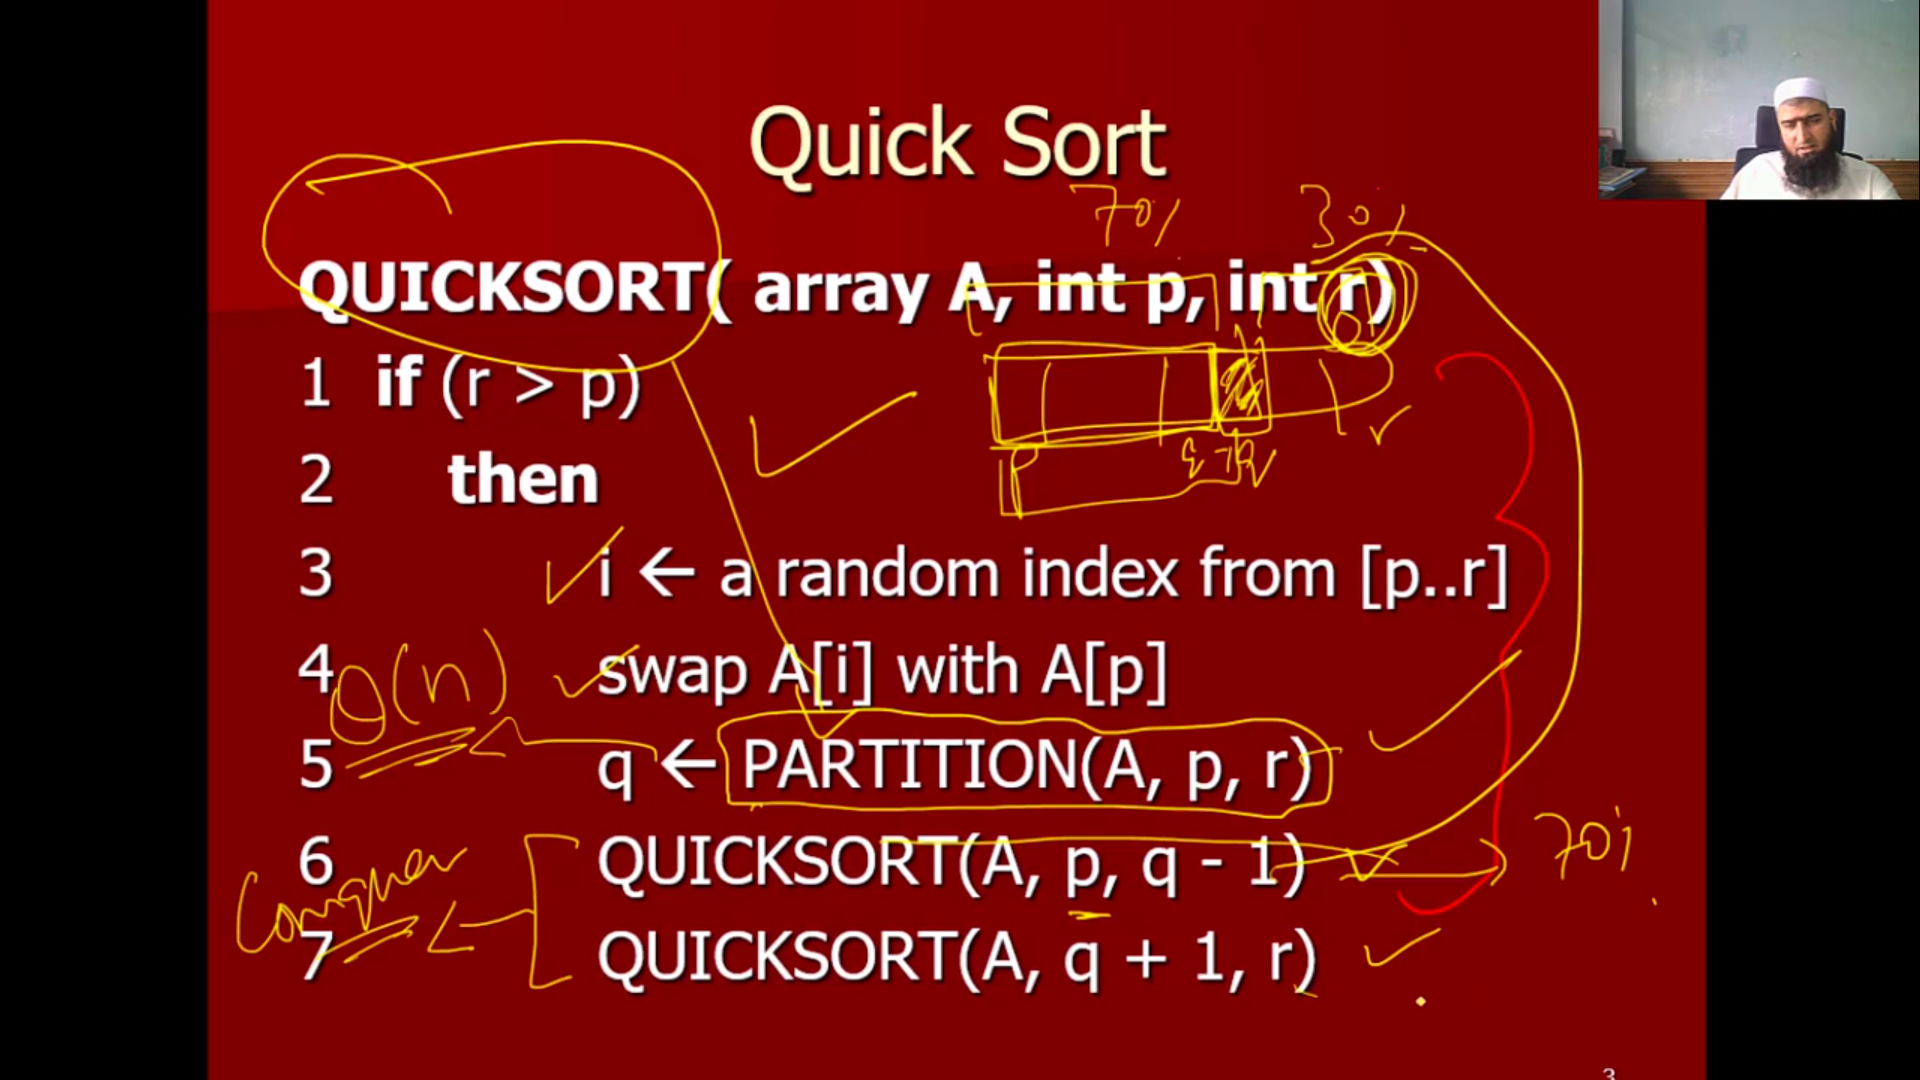 Quick Sort
70% 30%
QUICKSORT( array A, int p, int r)
1 if (r > p)
2 then
3 i ← a random index from [p..r]
4 swap A[i] with A[p]
θ(n)
5 q ← PARTITION(A, p, r)
6 QUICKSORT(A, p, q - 1)
70%
Conquer
7 QUICKSORT(A, q + 1, r)
3